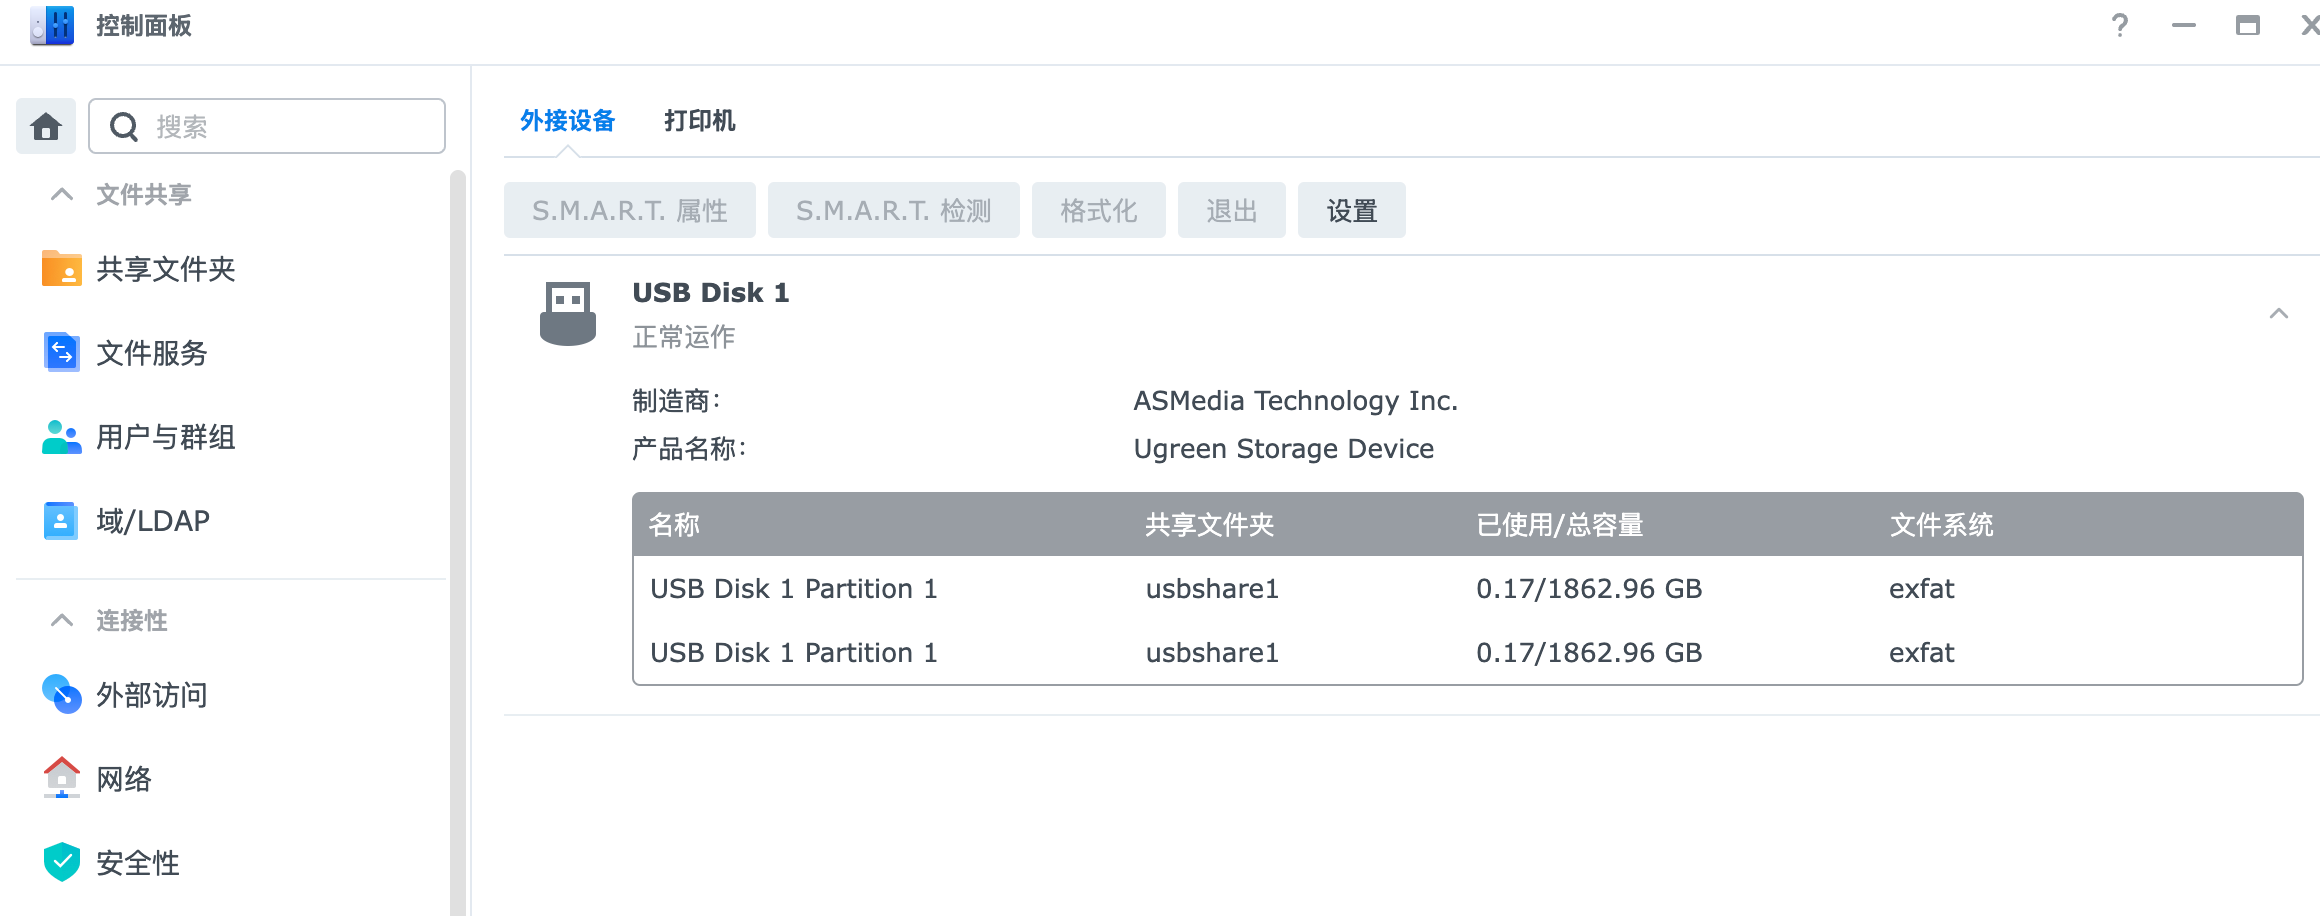 控制面板
搜索
文件共享
共享文件夹
文件服务
用户与群组
域/LDAP
连接性
外部访问
网络
安全性
外接设备 打印机
S.M.A.R.T. 属性 S.M.A.R.T. 检测 格式化 退出 设置
USB Disk 1
正常运作
制造商： ASMedia Technology Inc.
产品名称： Ugreen Storage Device
名称 共享文件夹 已使用/总容量 文件系统
USB Disk 1 Partition 1 usbshare1 0.17/1862.96 GB exfat
USB Disk 1 Partition 1 usbshare1 0.17/1862.96 GB exfat